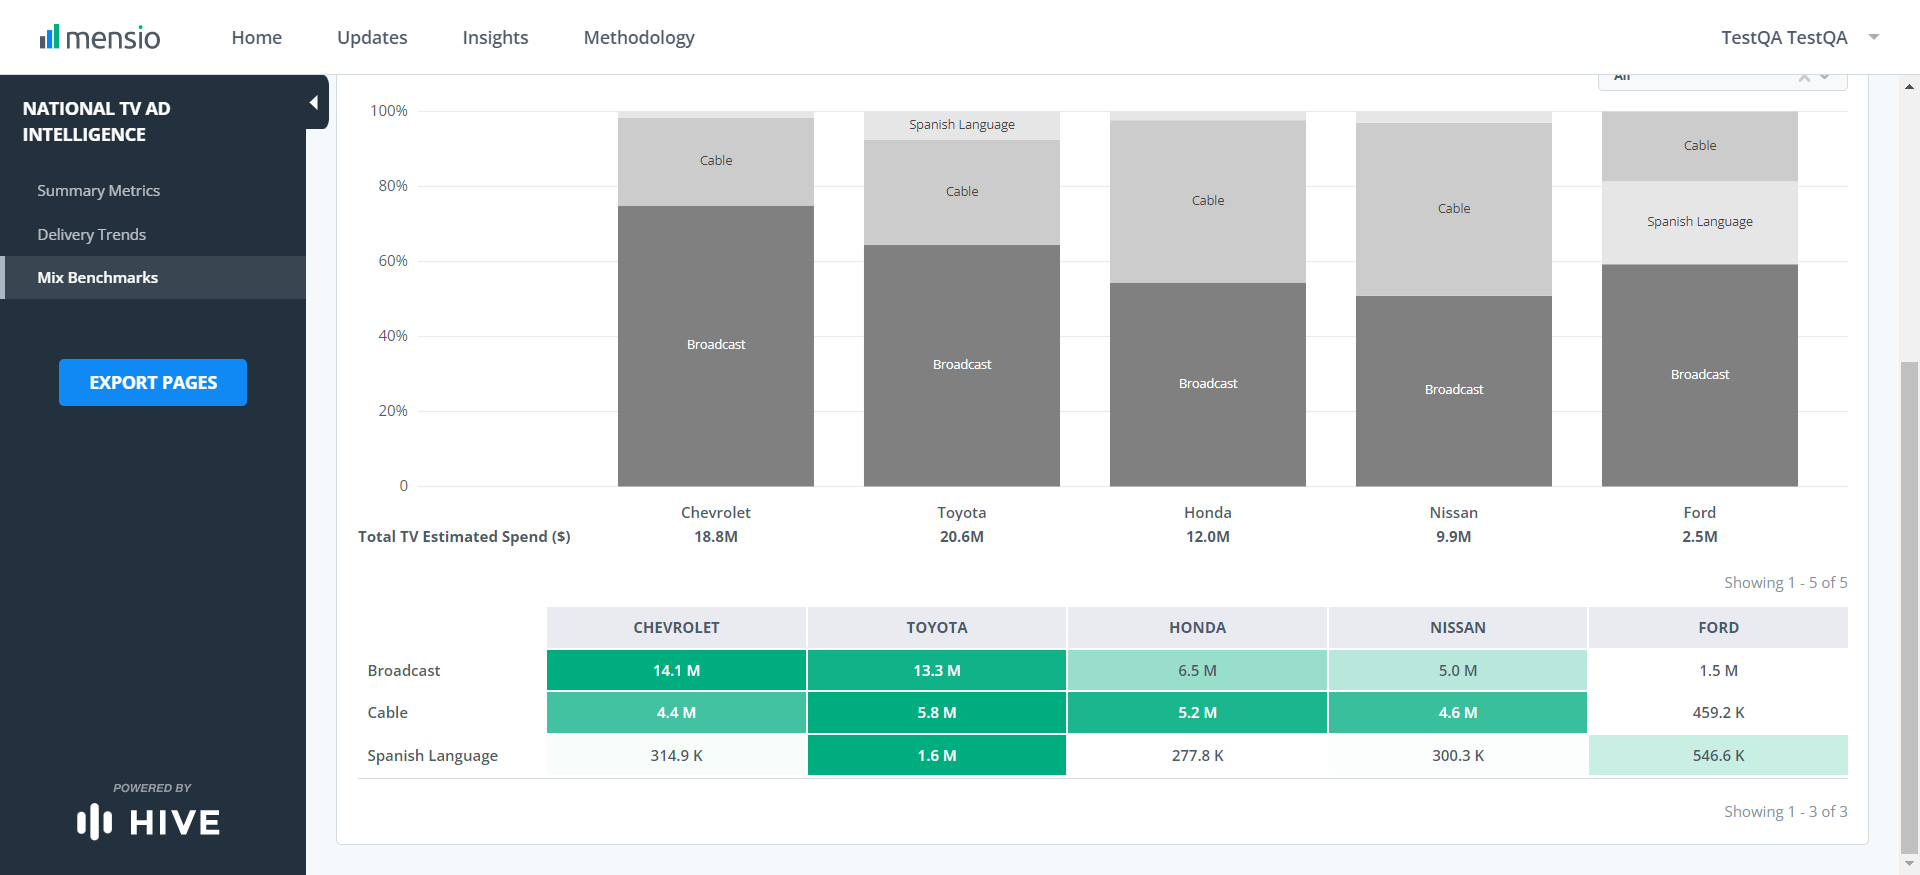 mensio
Home
Updates
Insights
Methodology
TestQA TestQA
NATIONAL TV AD
INTELLIGENCE
Summary Metrics
Delivery Trends
Mix Benchmarks
EXPORT PAGES
POWERED BY
HIVE
All
100%
80%
60%
40%
20%
0
Cable
Broadcast
Spanish Language
Cable
Broadcast
Cable
Broadcast
Cable
Broadcast
Cable
Spanish Language
Broadcast
Chevrolet Toyota Honda Nissan Ford
Total TV Estimated Spend ($) 18.8M 20.6M 12.0M 9.9M 2.5M
Showing 1 - 5 of 5
CHEVROLET TOYOTA HONDA NISSAN FORD
Broadcast 14.1 M 13.3 M 6.5 M 5.0 M 1.5 M
Cable 4.4 M 5.8 M 5.2 M 4.6 M 459.2 K
Spanish Language 314.9 K 1.6 M 277.8 K 300.3 K 546.6 K
Showing 1 - 3 of 3